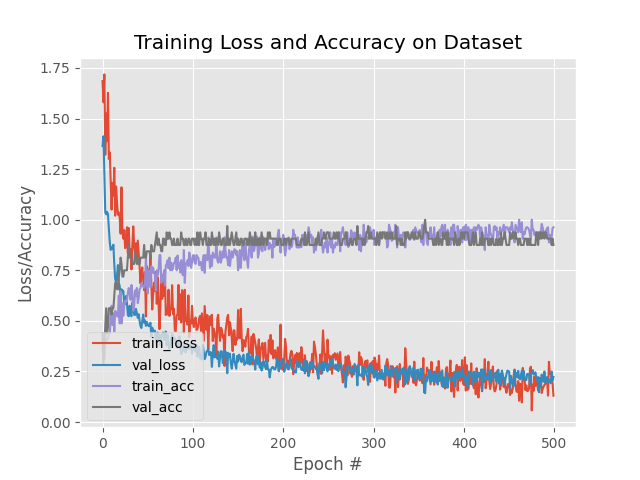 Training Loss and Accuracy on Dataset
1.75
1.50
1.25
1.00
0.75
0.50
0.25
0.00
Loss/Accuracy
train_loss
val_loss
train_acc
val_acc
0 100 200 300 400 500
Epoch #